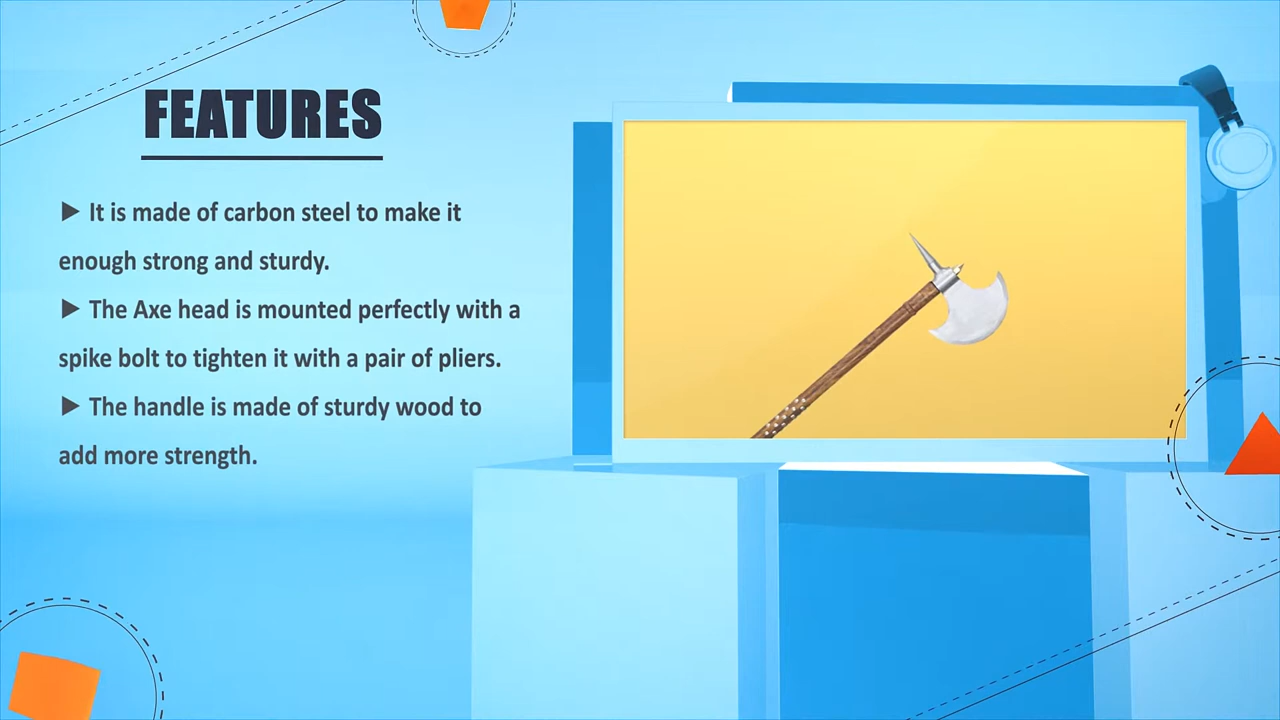 FEATURES
▶ It is made of carbon steel to make it
enough strong and sturdy.
▶ The Axe head is mounted perfectly with a
spike bolt to tighten it with a pair of pliers.
▶ The handle is made of sturdy wood to
add more strength.